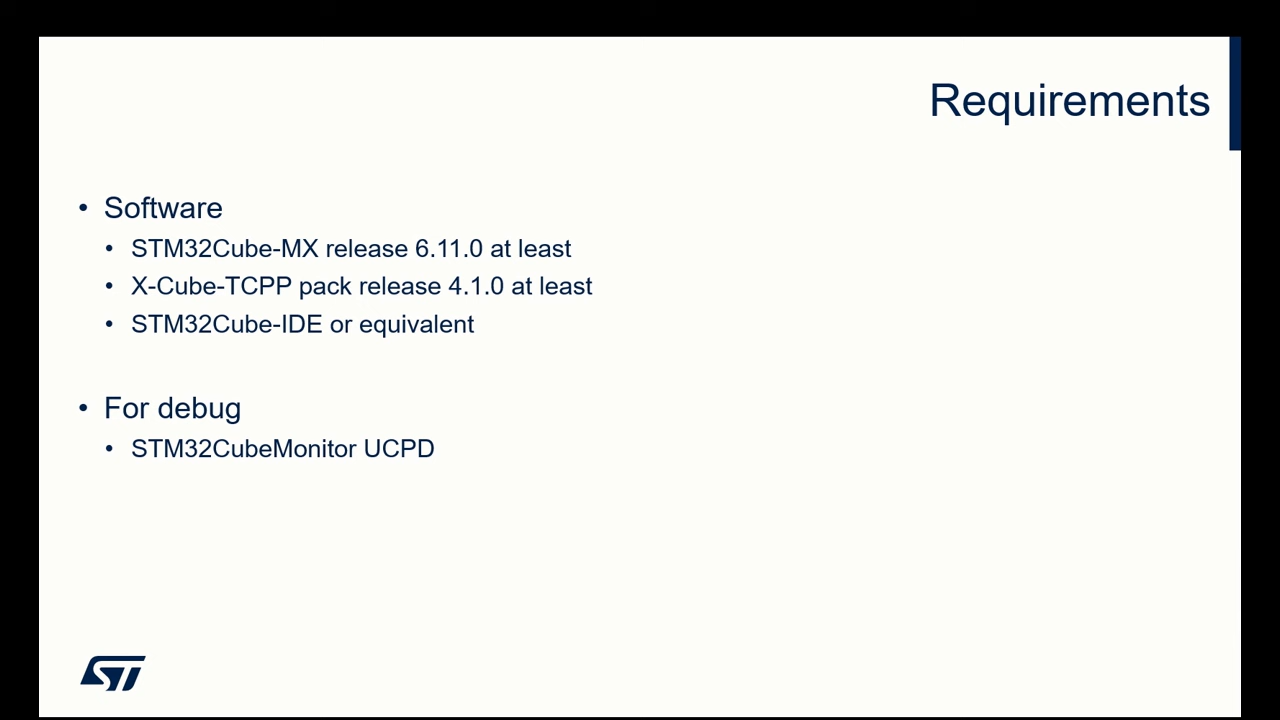 Requirements
• Software
• STM32Cube-MX release 6.11.0 at least
• X-Cube-TCPP pack release 4.1.0 at least
• STM32Cube-IDE or equivalent
• For debug
• STM32CubeMonitor UCPD
ST